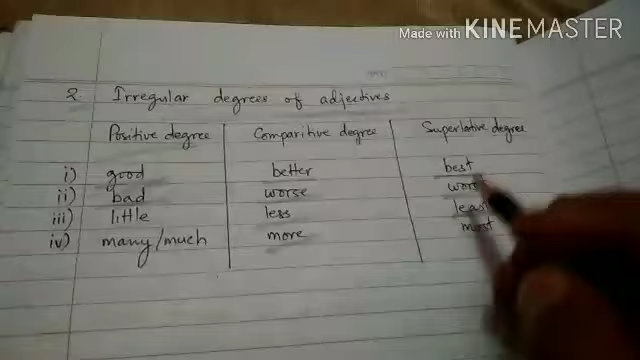 Made with KINEMASTER
2. Irregular degrees of adjectives
Positive degree Comparitive degree Superlative degree
i) good better best
ii) bad worse
iii) little less least
iv) many/much more most